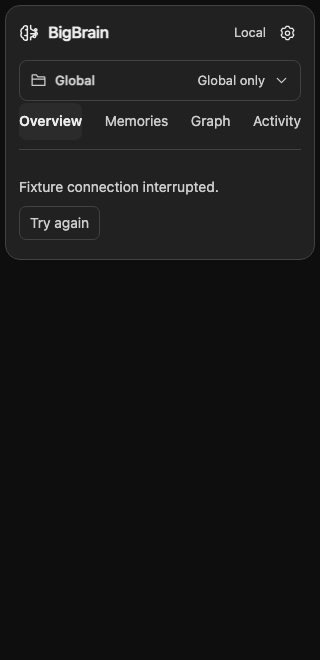 BigBrain Local
Global Global only
Overview Memories Graph Activity
Fixture connection interrupted.
Try again